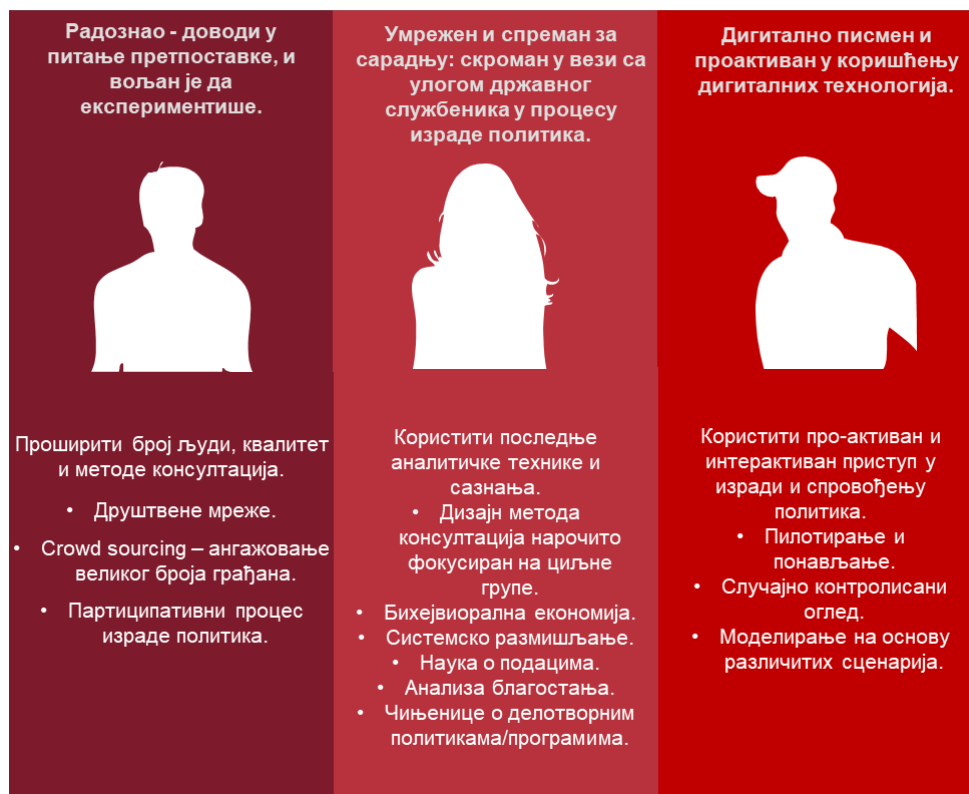 Радознао - доводи у
питање претпоставке, и
вољан је да
експериментише.
Проширити број људи, квалитет
и методе консултација.
• Друштвене мреже.
• Crowd sourcing – ангажовање
великог броја грађана.
• Партиципативни процес
израде политика.
Умрежен и спреман за
сарадњу: скроман у вези са
улогом државног
службеника у процесу
израде политика.
Користити последње
аналитичке технике и
сазнања.
• Дизајн метода
консултација нарочито
фокусиран на циљне
групе.
• Бихејвиорална економија.
• Системско размишљање.
• Наука о подацима.
• Анализа благостања.
• Чињенице о делотворним
политикама/програмима.
Дигитално писмен и
проактиван у коришћењу
дигиталних технологија.
Користити про-активан и
интерактиван приступ у
изради и спровођењу
политика.
• Пилотирање и
понављање.
• Случајно контролисани
оглед.
• Моделирање на основу
различитих сценарија.